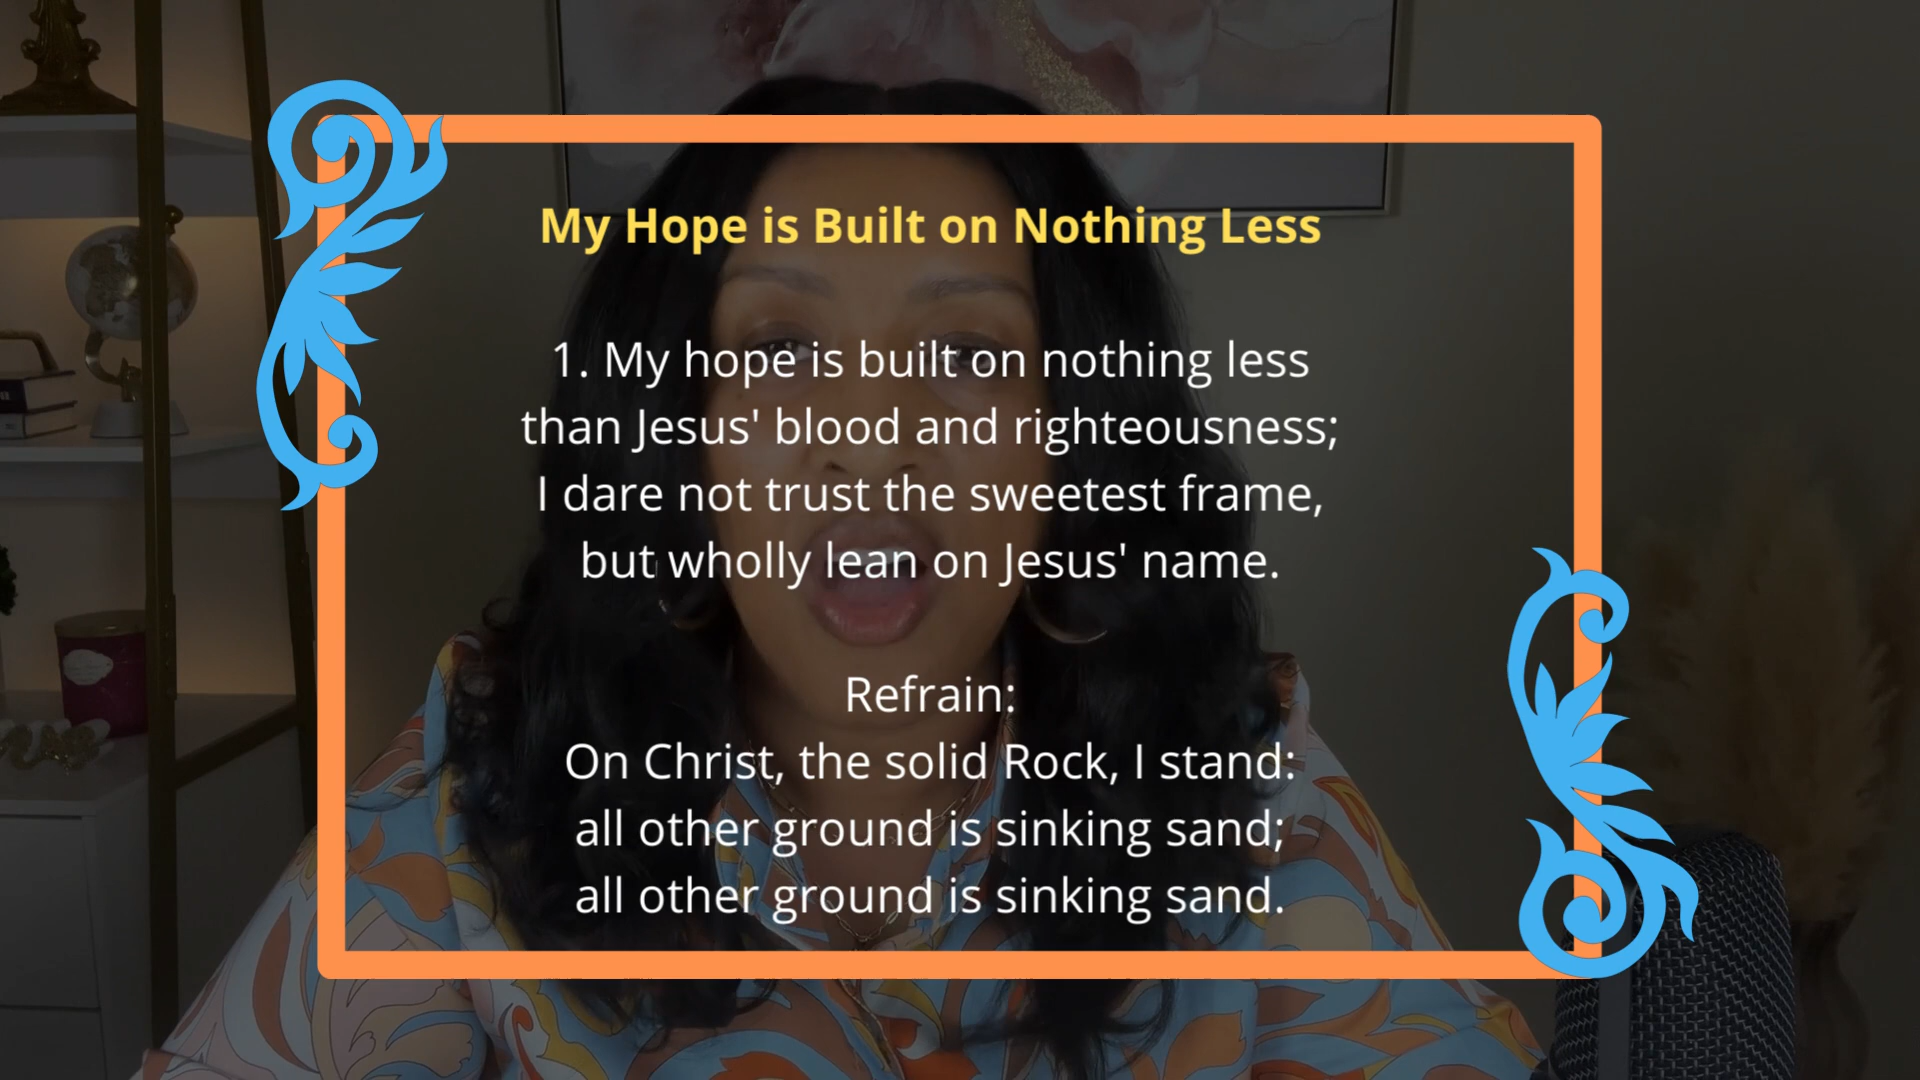 My Hope is Built on Nothing Less
1. My hope is built on nothing less
than Jesus' blood and righteousness;
I dare not trust the sweetest frame,
but wholly lean on Jesus' name.
Refrain:
On Christ, the solid Rock, I stand:
all other ground is sinking sand;
all other ground is sinking sand.